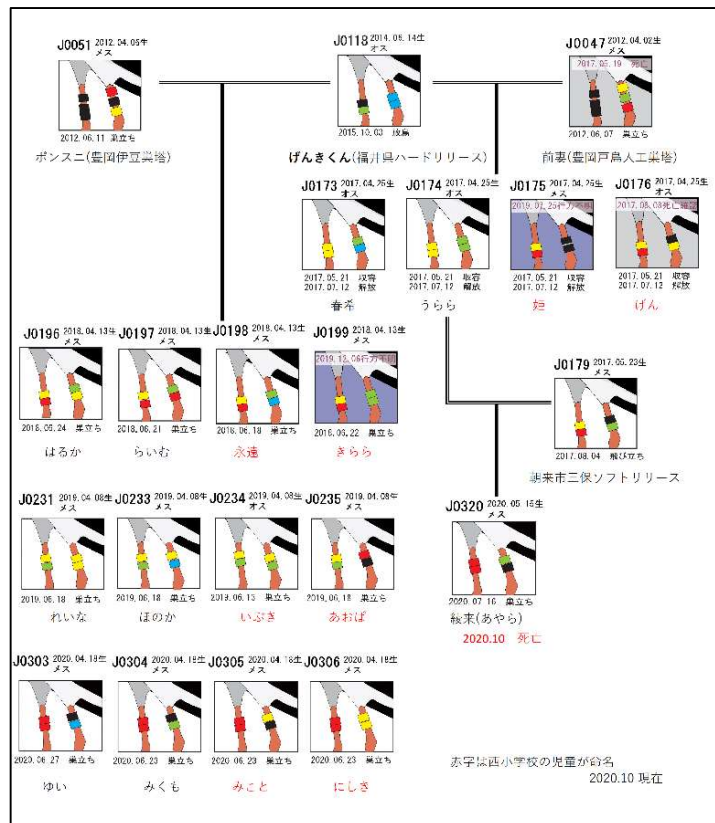 J0051 2012.04.06生
メス
2012.06.11 巣立ち
ポンスニ(豊岡伊豆巣塔)
J0118 2014.05.14生
オス
2015.10.03 放鳥
げんきくん(福井県ハードリリース)
J0047 2012.04.02生
メス
2017.05.19 死亡
2012.06.07 巣立ち
前妻(豊岡戸島人工巣塔)
J0173 2017.04.25生
オス
2017.05.21 収容
2017.07.12 解放
春希
J0174 2017.04.25生
オス
2017.05.21 収容
2017.07.12 解放
うらら
J0175 2017.04.25生
メス
行方不明
2017.05.21 収容
2017.07.12 解放
姫
J0176 2017.04.25生
オス
死亡確認
2017.05.21 収容
2017.07.12 解放
げん
J0196 2018.04.13生
メス
2018.06.24 巣立ち
はるか
J0197 2018.04.13生
メス
2018.06.21 巣立ち
らいむ
J0198 2018.04.13生
メス
2018.06.18 巣立ち
永遠
J0199 2018.04.13生
メス
2019.12.06行方不明
2018.06.22 巣立ち
きらら
J0179 2017.05.23生
メス
2017.08.04 飛び立ち
朝来市三保ソフトリリース
J0231 2019.04.08生
メス
2019.06.18 巣立ち
れいな
J0233 2019.04.08生
メス
2019.06.18 巣立ち
ほのか
J0234 2019.04.08生
オス
2019.06.15 巣立ち
いぶき
J0235 2019.04.08生
メス
2019.06.18 巣立ち
あおば
J0320 2020.05.16生
メス
2020.07.16 巣立ち
綾来(あやら)
2020.10 死亡
J0303 2020.04.18生
メス
2020.06.27 巣立ち
ゆい
J0304 2020.04.18生
メス
2020.06.23 巣立ち
みくも
J0305 2020.04.18生
メス
2020.06.23 巣立ち
みこと
J0306 2020.04.18生
メス
2020.06.23 巣立ち
にしき
赤字は西小学校の児童が命名
2020.10 現在